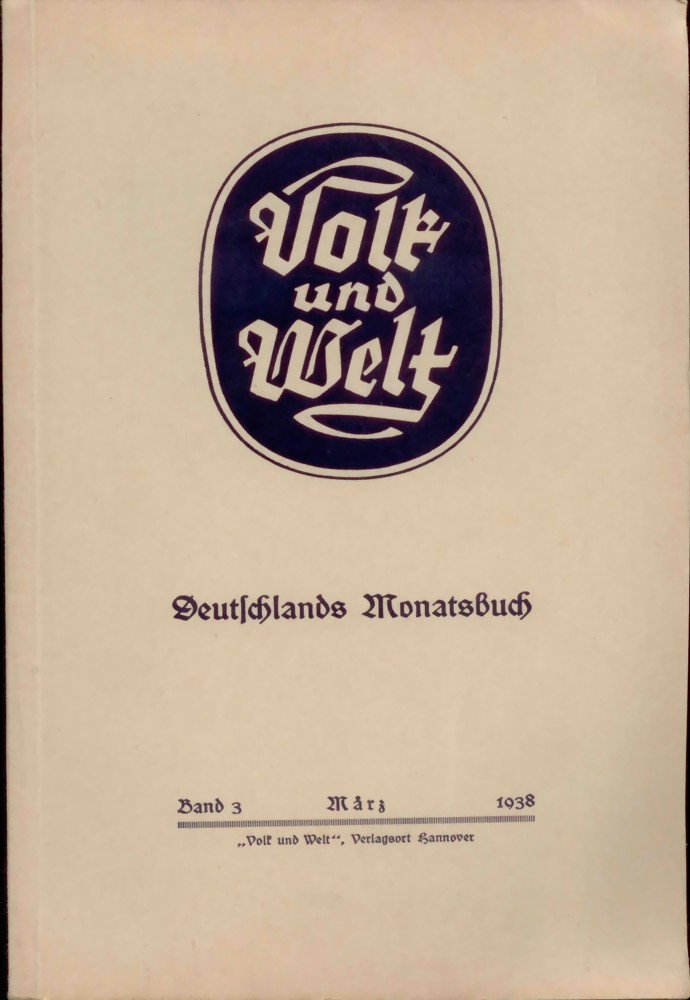 Volk
und
Welt
Deutſchlands Monatsbuch
Band 3 März 1938
„Volk und Welt“, Verlagsort Hannover